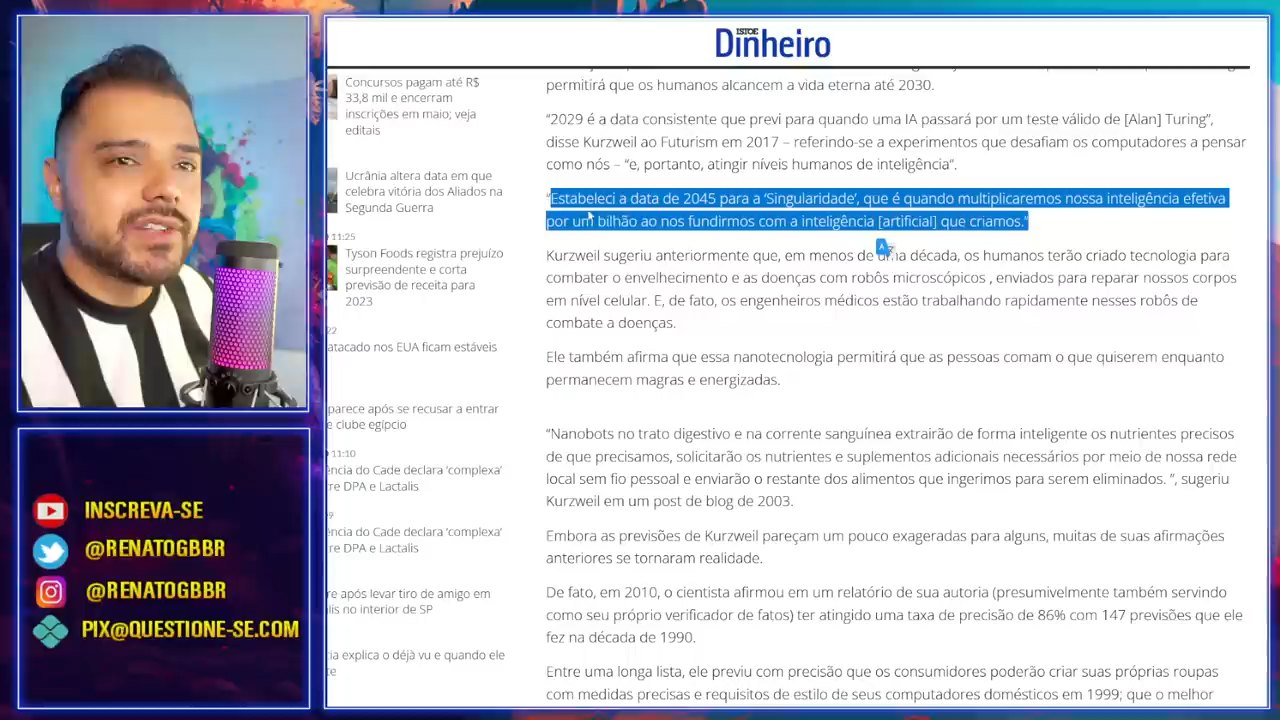 ISTOÉ
Dinheiro
Concursos pagam até R$
33,8 mil e encerram
inscrições em maio; veja
editais
Ucrânia altera data em que
celebra vitória dos Aliados na
Segunda Guerra
11:25
Tyson Foods registra prejuízo
surpreendente e corta
previsão de receita para
2023
22
atacado nos EUA ficam estáveis
parece após se recusar a entrar
e clube egípcio
11:10
ência do Cade declara ‘complexa’
re DPA e Lactalis
9
ência do Cade declara ‘complexa’
re DPA e Lactalis
re após levar tiro de amigo em
lis no interior de SP
ia explica o déjà vu e quando ele
te
permitirá que os humanos alcancem a vida eterna até 2030.
“2029 é a data consistente que previ para quando uma IA passará por um teste válido de [Alan] Turing”,
disse Kurzweil ao Futurism em 2017 – referindo-se a experimentos que desafiam os computadores a pensar
como nós – “e, portanto, atingir níveis humanos de inteligência”.
“Estabeleci a data de 2045 para a ‘Singularidade’, que é quando multiplicaremos nossa inteligência efetiva
por um bilhão ao nos fundirmos com a inteligência [artificial] que criamos.”
Kurzweil sugeriu anteriormente que, em menos de uma década, os humanos terão criado tecnologia para
combater o envelhecimento e as doenças com robôs microscópicos , enviados para reparar nossos corpos
em nível celular. E, de fato, os engenheiros médicos estão trabalhando rapidamente nesses robôs de
combate a doenças.
Ele também afirma que essa nanotecnologia permitirá que as pessoas comam o que quiserem enquanto
permanecem magras e energizadas.
“Nanobots no trato digestivo e na corrente sanguínea extrairão de forma inteligente os nutrientes precisos
de que precisamos, solicitarão os nutrientes e suplementos adicionais necessários por meio de nossa rede
local sem fio pessoal e enviarão o restante dos alimentos que ingerimos para serem eliminados. ”, sugeriu
Kurzweil em um post de blog de 2003.
Embora as previsões de Kurzweil pareçam um pouco exageradas para alguns, muitas de suas afirmações
anteriores se tornaram realidade.
De fato, em 2010, o cientista afirmou em um relatório de sua autoria (presumivelmente também servindo
como seu próprio verificador de fatos) ter atingido uma taxa de precisão de 86% com 147 previsões que ele
fez na década de 1990.
Entre uma longa lista, ele previu com precisão que os consumidores poderão criar suas próprias roupas
com medidas precisas e requisitos de estilo de seus computadores domésticos em 1999; que o melhor
INSCREVA-SE
@RENATOGBBR
@RENATOGBBR
PIX@QUESTIONE-SE.COM